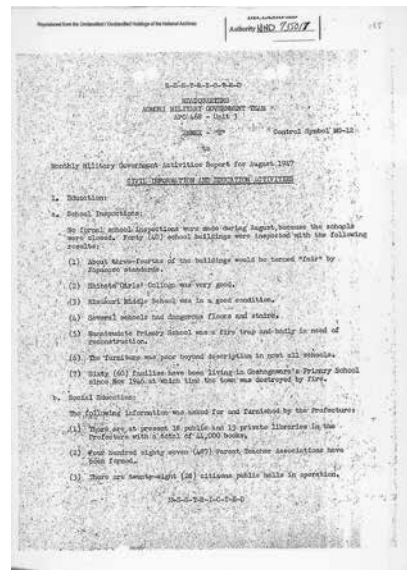 Reproduced from the Unclassified / Declassified Holdings of the National Archives
Authority NND 775017
R-E-S-T-R-I-C-T-E-D
HEADQUARTERS
AOMORI MILITARY GOVERNMENT TEAM
APO 468 - Unit 3
ANNEX - Control Symbol MG-12
to
Monthly Military Government Activities Report for August 1947
CIVIL INFORMATION AND EDUCATION ACTIVITIES
1. Education:
a. School Inspections:
No formal school inspections were made during August, because the schools
were closed. Forty (40) school buildings were inspected with the following
results:
(1) About three-fourths of the buildings would be termed "fair" by
Japanese standards.
(2) Girls' College was very good.
(3) Middle School was in a good condition.
(4) Several schools had dangerous floors and stairs.
(5) Primary School was a fire trap and badly in need of
reconstruction.
(6) The furniture was poor beyond description in most all schools.
(7) Sixty (60) families have been living in Primary School
since Nov 1946 at which time the town was destroyed by fire.
b. Social Education:
The following information was asked for and furnished by the Prefecture:
(1) There are at present 18 public and 13 private libraries in the
Prefecture with a total of 44,000 books.
(2) Four hundred eighty seven (487) Parent Teacher Associations have
been formed.
(3) There are twenty-eight (28) citizens public halls in operation.
R-E-S-T-R-I-C-T-E-D